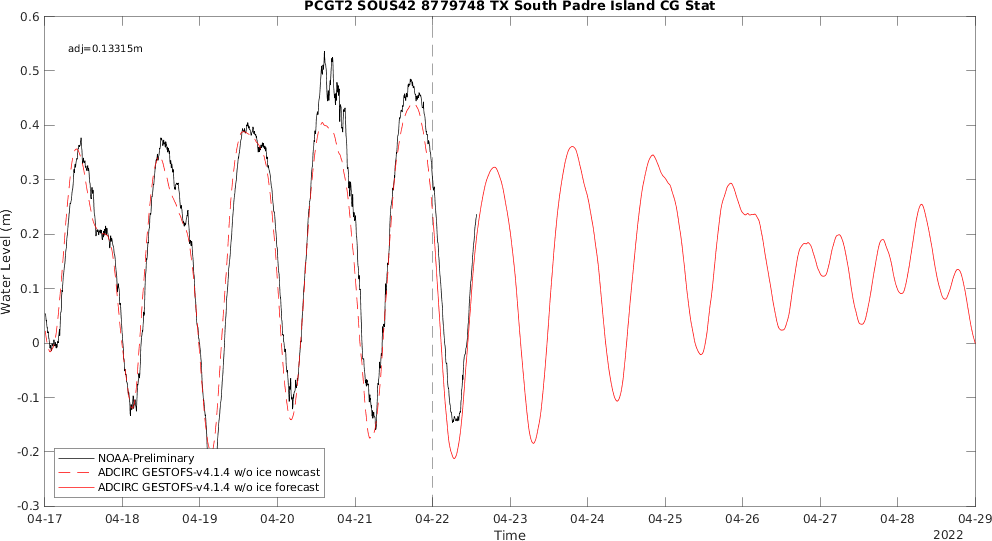 PCGT2 SOUS42 8779748 TX South Padre Island CG Stat
adj=0.13315m
0.6
0.5
0.4
0.3
0.2
0.1
0
-0.1
-0.2
-0.3
Water Level (m)
NOAA-Preliminary
ADCIRC GESTOFS-v4.1.4 w/o ice nowcast
ADCIRC GESTOFS-v4.1.4 w/o ice forecast
04-17 04-18 04-19 04-20 04-21 04-22 04-23 04-24 04-25 04-26 04-27 04-28 04-29
Time
2022